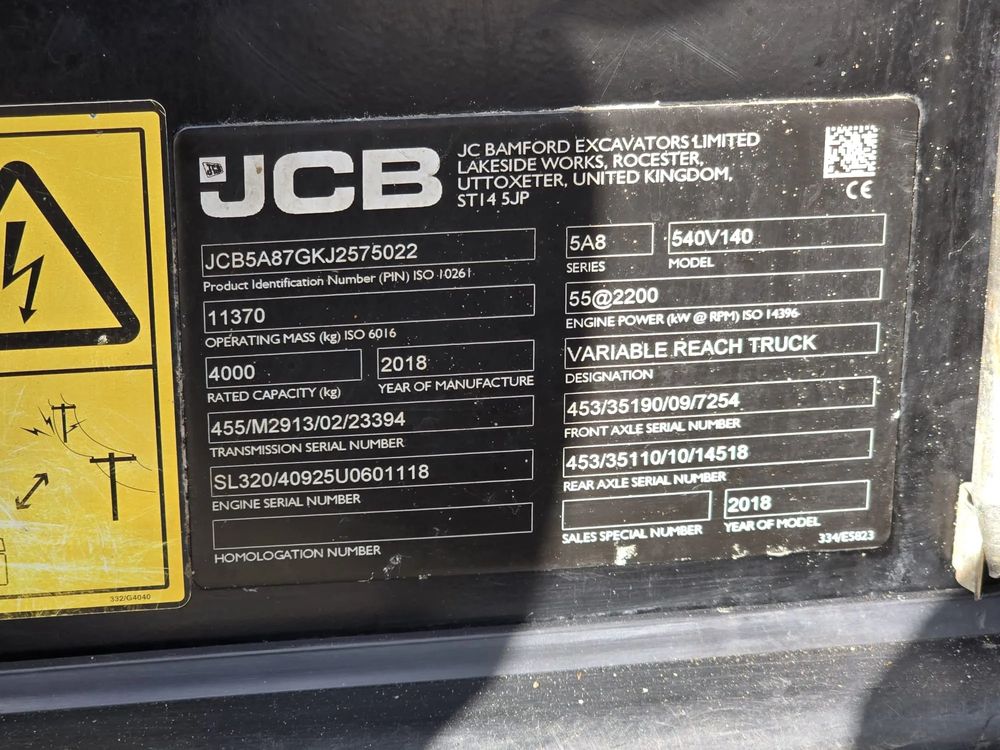 JCB
JC BAMFORD EXCAVATORS LIMITED
LAKESIDE WORKS, ROCESTER,
UTTOXETER, UNITED KINGDOM,
ST14 5JP
CE
JCB5A87GKJ2575022
Product Identification Number (PIN) ISO 10261
11370
OPERATING MASS (kg) ISO 6016
4000
RATED CAPACITY (kg)
2018
YEAR OF MANUFACTURE
455/M2913/02/23394
TRANSMISSION SERIAL NUMBER
SL320/40925U0601118
ENGINE SERIAL NUMBER
HOMOLOGATION NUMBER
5A8
SERIES
540V140
MODEL
55@2200
ENGINE POWER (kW @ RPM) ISO 14396
VARIABLE REACH TRUCK
DESIGNATION
453/35190/09/7254
FRONT AXLE SERIAL NUMBER
453/35110/10/14518
REAR AXLE SERIAL NUMBER
SALES SPECIAL NUMBER
2018
YEAR OF MODEL
334/E5823
332/G4040